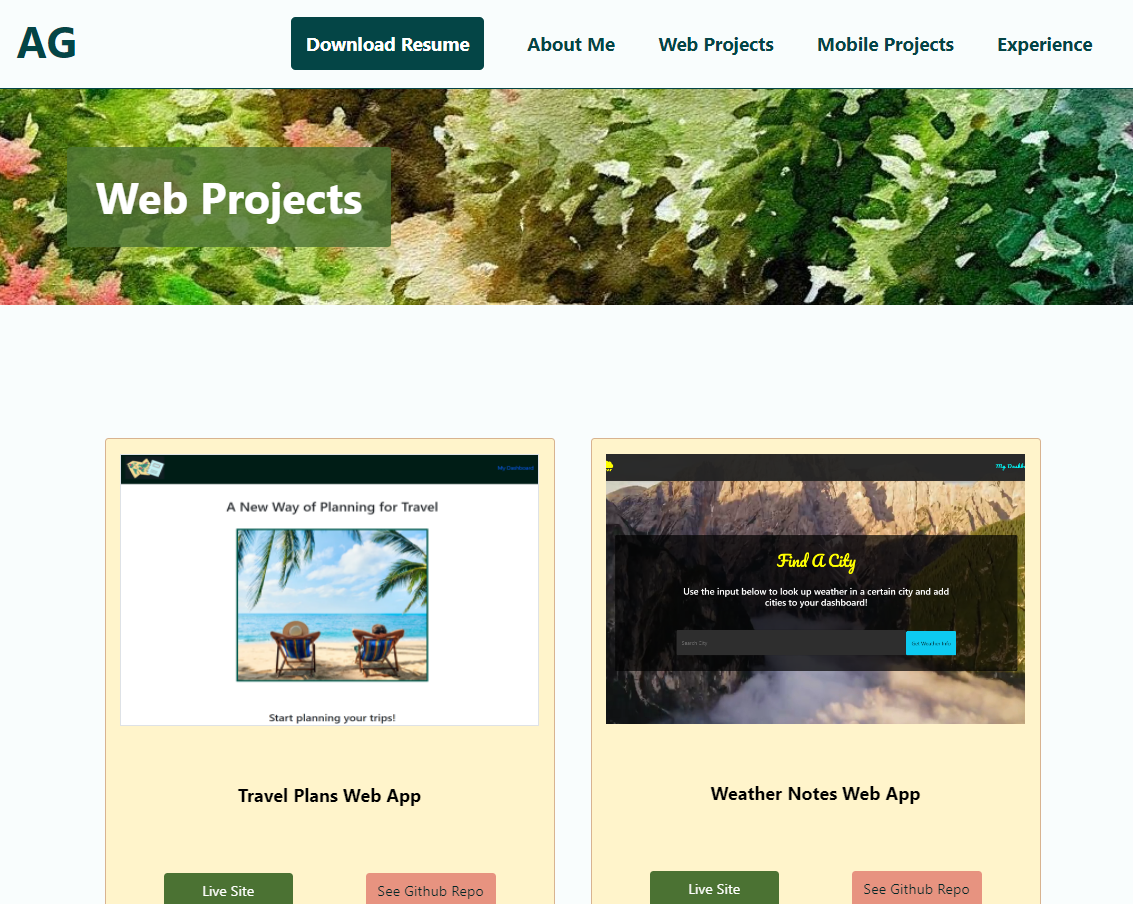 AG
Download Resume About Me Web Projects Mobile Projects Experience
Web Projects
My Dashboard
A New Way of Planning for Travel
Start planning your trips!
Travel Plans Web App
Live Site See Github Repo
Find A City
Use the input below to look up weather in a certain city and add
cities to your dashboard!
Search City
Get Weather Info
Weather Notes Web App
Live Site See Github Repo